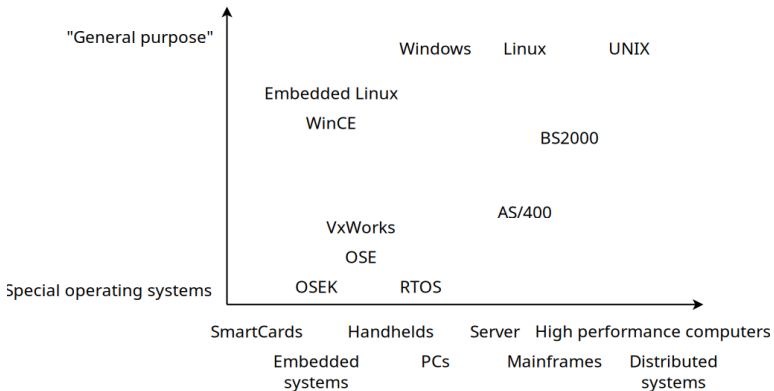 "General purpose"
Windows Linux UNIX
Embedded Linux
WinCE
BS2000
AS/400
VxWorks
OSE
Special operating systems
OSEK RTOS
SmartCards Handhelds Server High performance computers
Embedded PCs Mainframes Distributed
systems systems